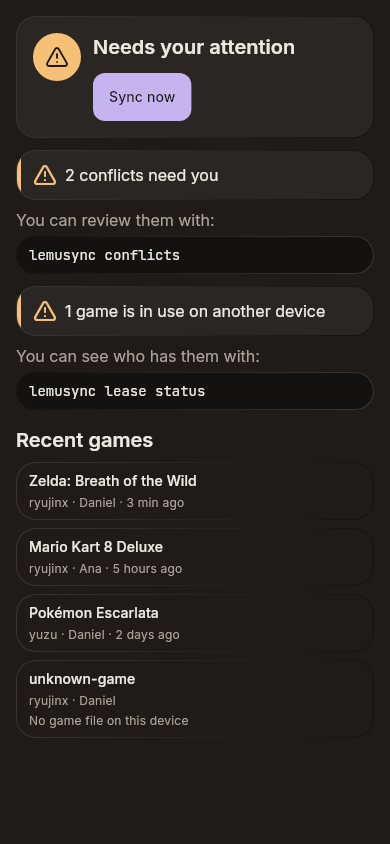 Needs your attention
Sync now
2 conflicts need you
You can review them with:
lemusync conflicts
1 game is in use on another device
You can see who has them with:
lemusync lease status
Recent games
Zelda: Breath of the Wild
ryujinx · Daniel · 3 min ago
Mario Kart 8 Deluxe
ryujinx · Ana · 5 hours ago
Pokémon Escarlata
yuzu · Daniel · 2 days ago
unknown-game
ryujinx · Daniel
No game file on this device